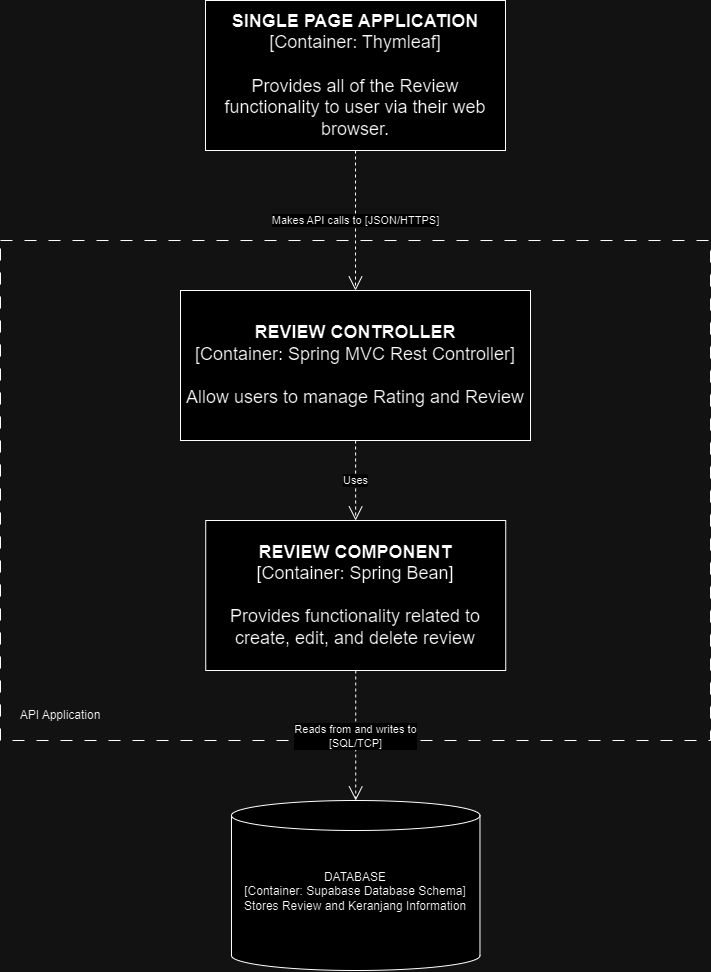 SINGLE PAGE APPLICATION
[Container: Thymleaf]
Provides all of the Review
functionality to user via their web
browser.
Makes API calls to [JSON/HTTPS]
REVIEW CONTROLLER
[Container: Spring MVC Rest Controller]
Allow users to manage Rating and Review
Uses
REVIEW COMPONENT
[Container: Spring Bean]
Provides functionality related to
create, edit, and delete review
API Application
Reads from and writes to
[SQL/TCP]
DATABASE
[Container: Supabase Database Schema]
Stores Review and Keranjang Information